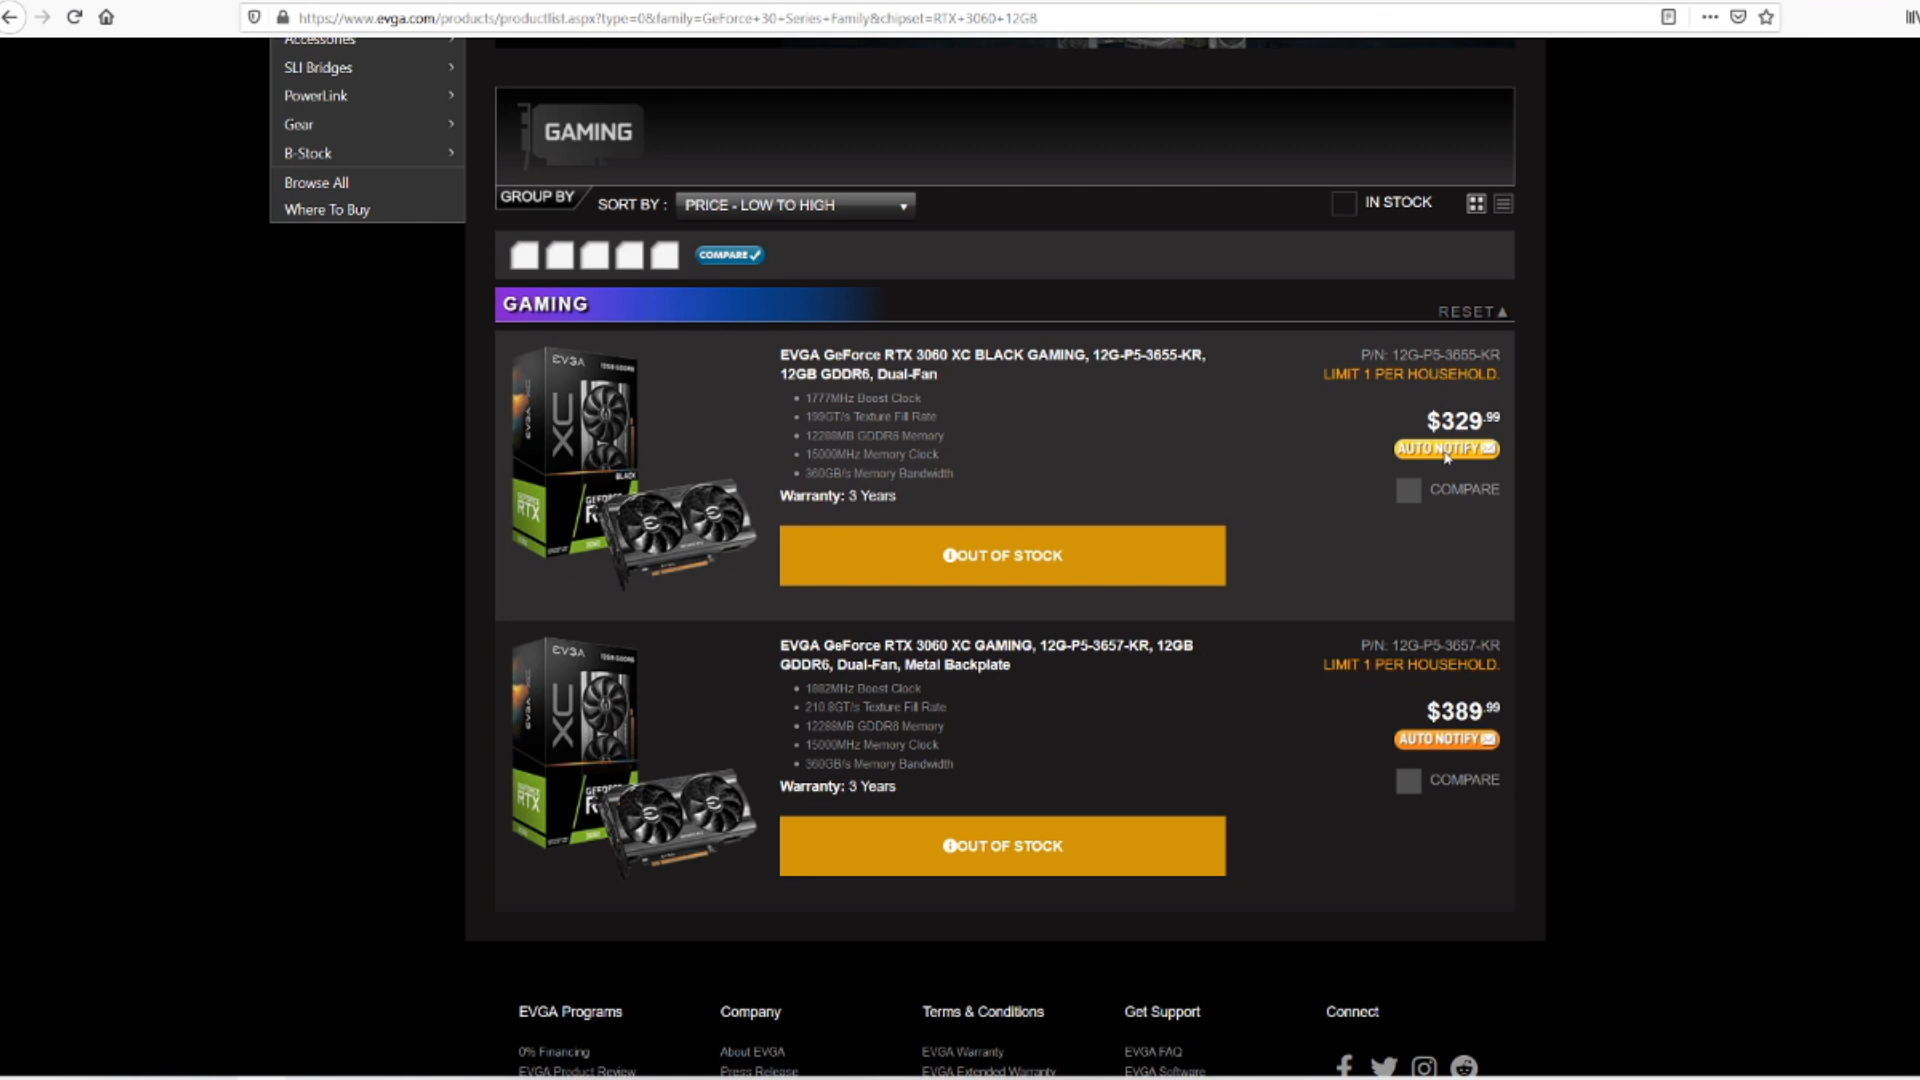 https://www.evga.com/products/productlist.aspx?type=0&family=GeForce+30+Series+Family&chipset=RTX+3060+12GB
Accessories
SLI Bridges
PowerLink
Gear
B-Stock
Browse All
Where To Buy
GAMING
GROUP BY
SORT BY :
PRICE - LOW TO HIGH
IN STOCK
COMPARE
GAMING
RESET▲
EVGA GeForce RTX 3060 XC BLACK GAMING, 12G-P5-3655-KR,
12GB GDDR6, Dual-Fan
1777MHz Boost Clock
199GT/s Texture Fill Rate
12288MB GDDR6 Memory
15000MHz Memory Clock
360GB/s Memory Bandwidth
Warranty: 3 Years
OUT OF STOCK
P/N: 12G-P5-3655-KR
LIMIT 1 PER HOUSEHOLD.
$329.99
AUTO NOTIFY
COMPARE
EVGA
XC
BLACK
GEFORCE
RTX
EVGA GeForce RTX 3060 XC GAMING, 12G-P5-3657-KR, 12GB
GDDR6, Dual-Fan, Metal Backplate
1882MHz Boost Clock
210.8GT/s Texture Fill Rate
12288MB GDDR6 Memory
15000MHz Memory Clock
360GB/s Memory Bandwidth
Warranty: 3 Years
OUT OF STOCK
P/N: 12G-P5-3657-KR
LIMIT 1 PER HOUSEHOLD.
$389.99
AUTO NOTIFY
COMPARE
EVGA
XC
RTX
EVGA Programs
Company
Terms & Conditions
Get Support
Connect
0% Financing
About EVGA
EVGA Warranty
EVGA FAQ
EVGA Product Review
Press Release
EVGA Extended Warranty
EVGA Software